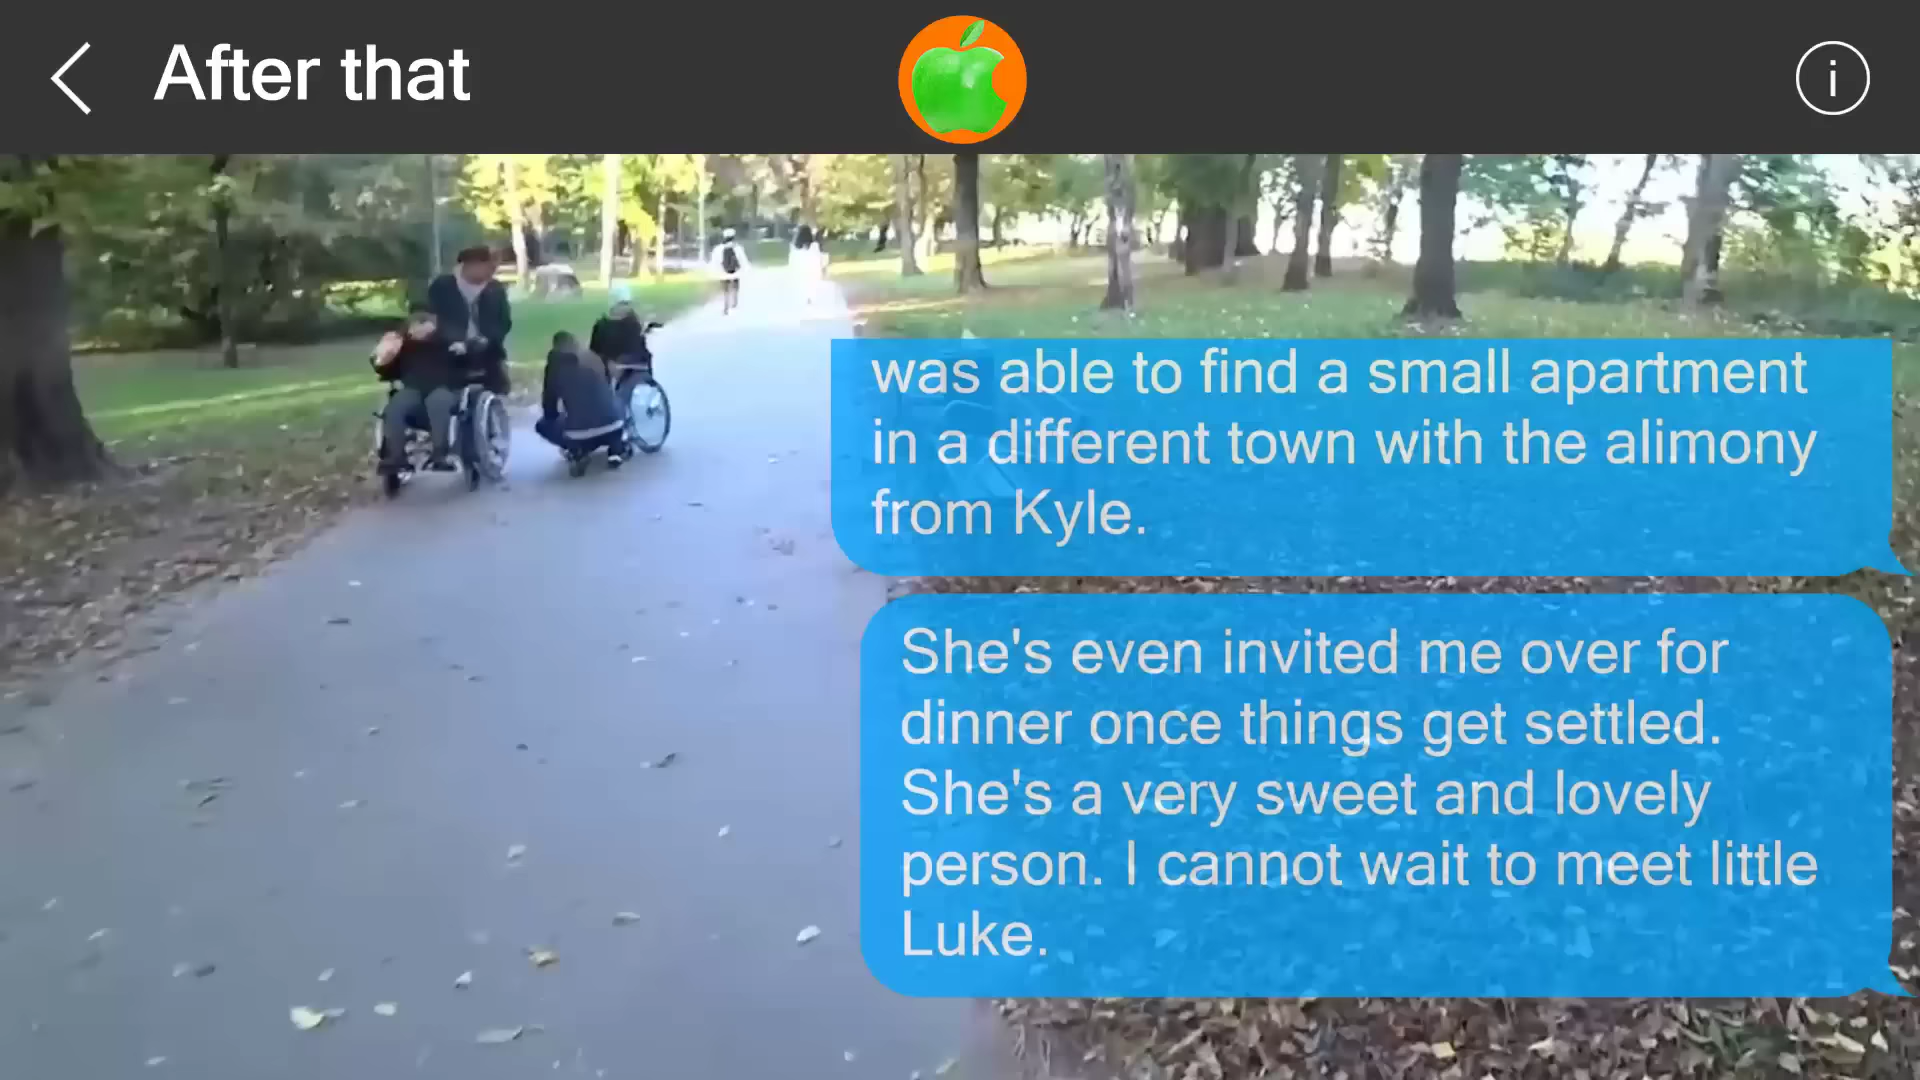 After that
i
was able to find a small apartment
in a different town with the alimony
from Kyle.
She's even invited me over for
dinner once things get settled.
She's a very sweet and lovely
person. I cannot wait to meet little
Luke.